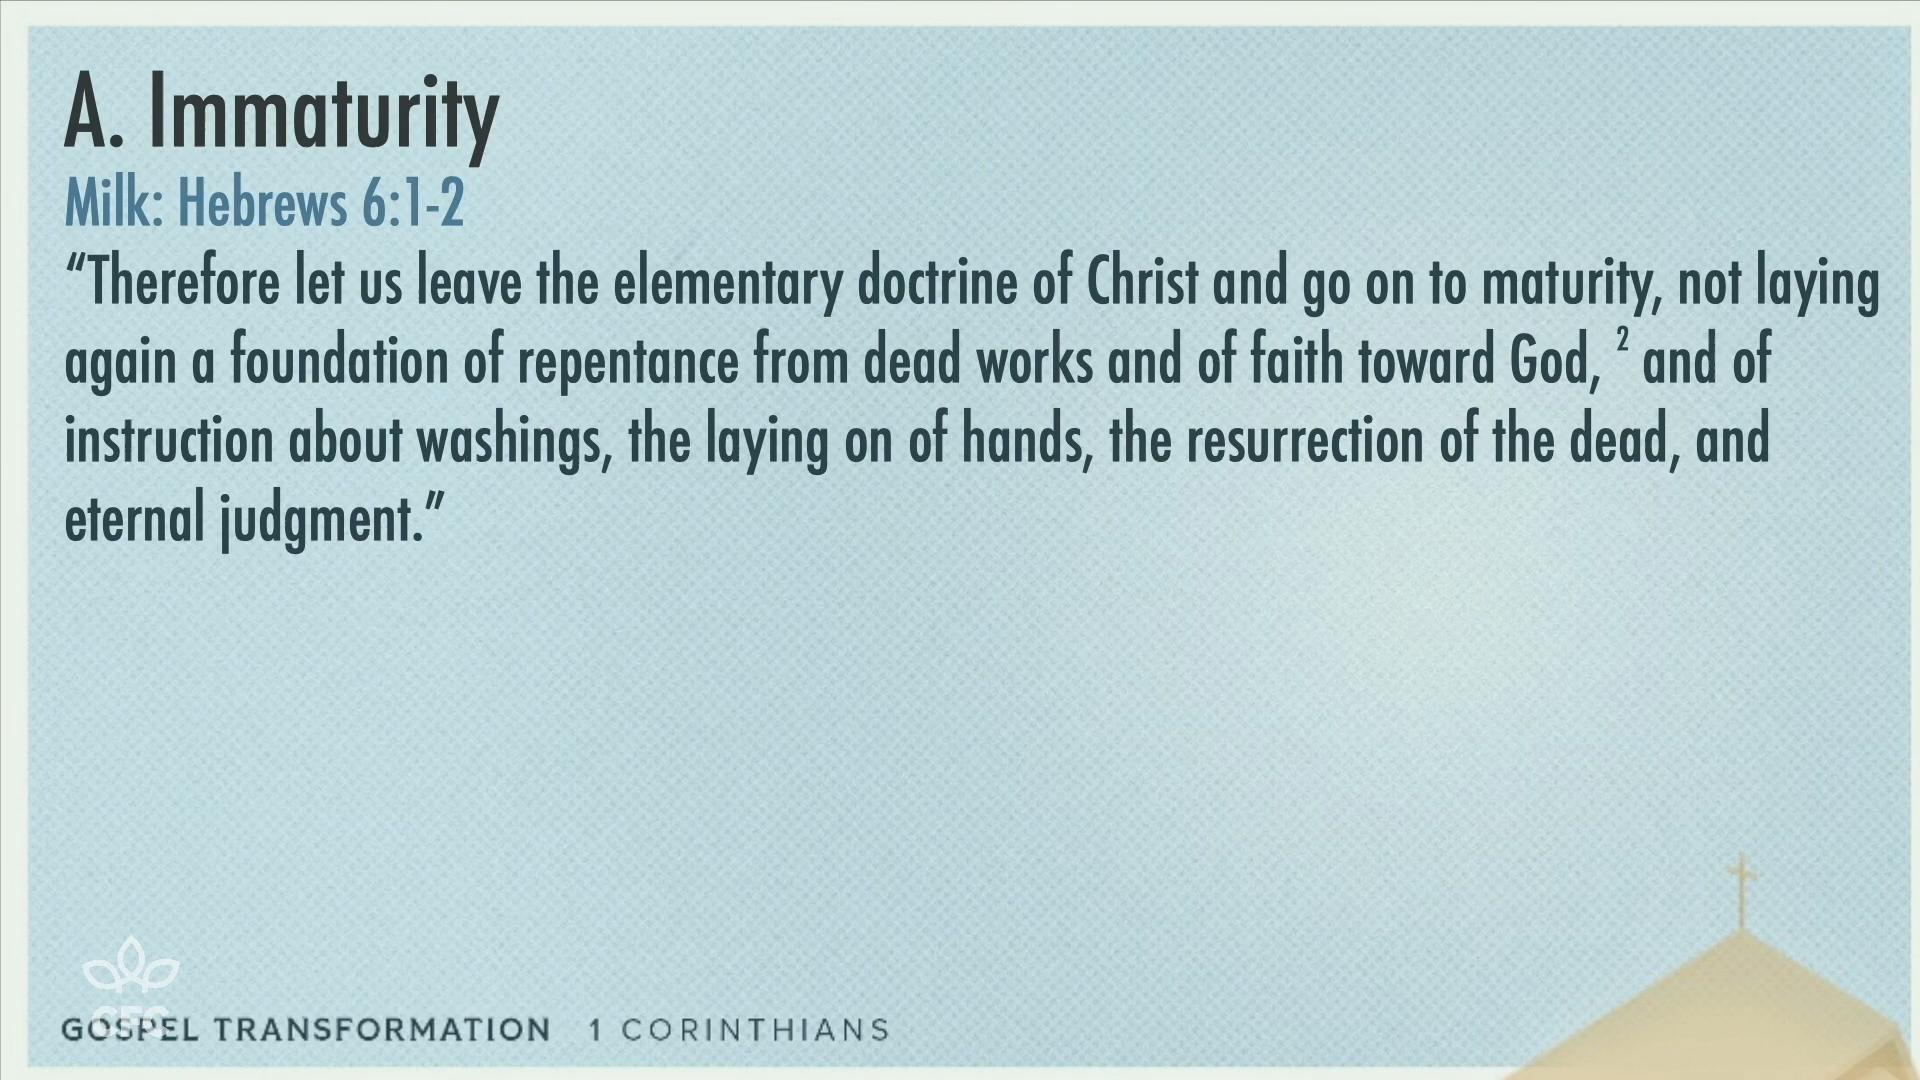 A. Immaturity
Milk: Hebrews 6:1-2
“Therefore let us leave the elementary doctrine of Christ and go on to maturity, not laying
again a foundation of repentance from dead works and of faith toward God, ² and of
instruction about washings, the laying on of hands, the resurrection of the dead, and
eternal judgment.”
CFC
GOSPEL TRANSFORMATION 1 CORINTHIANS